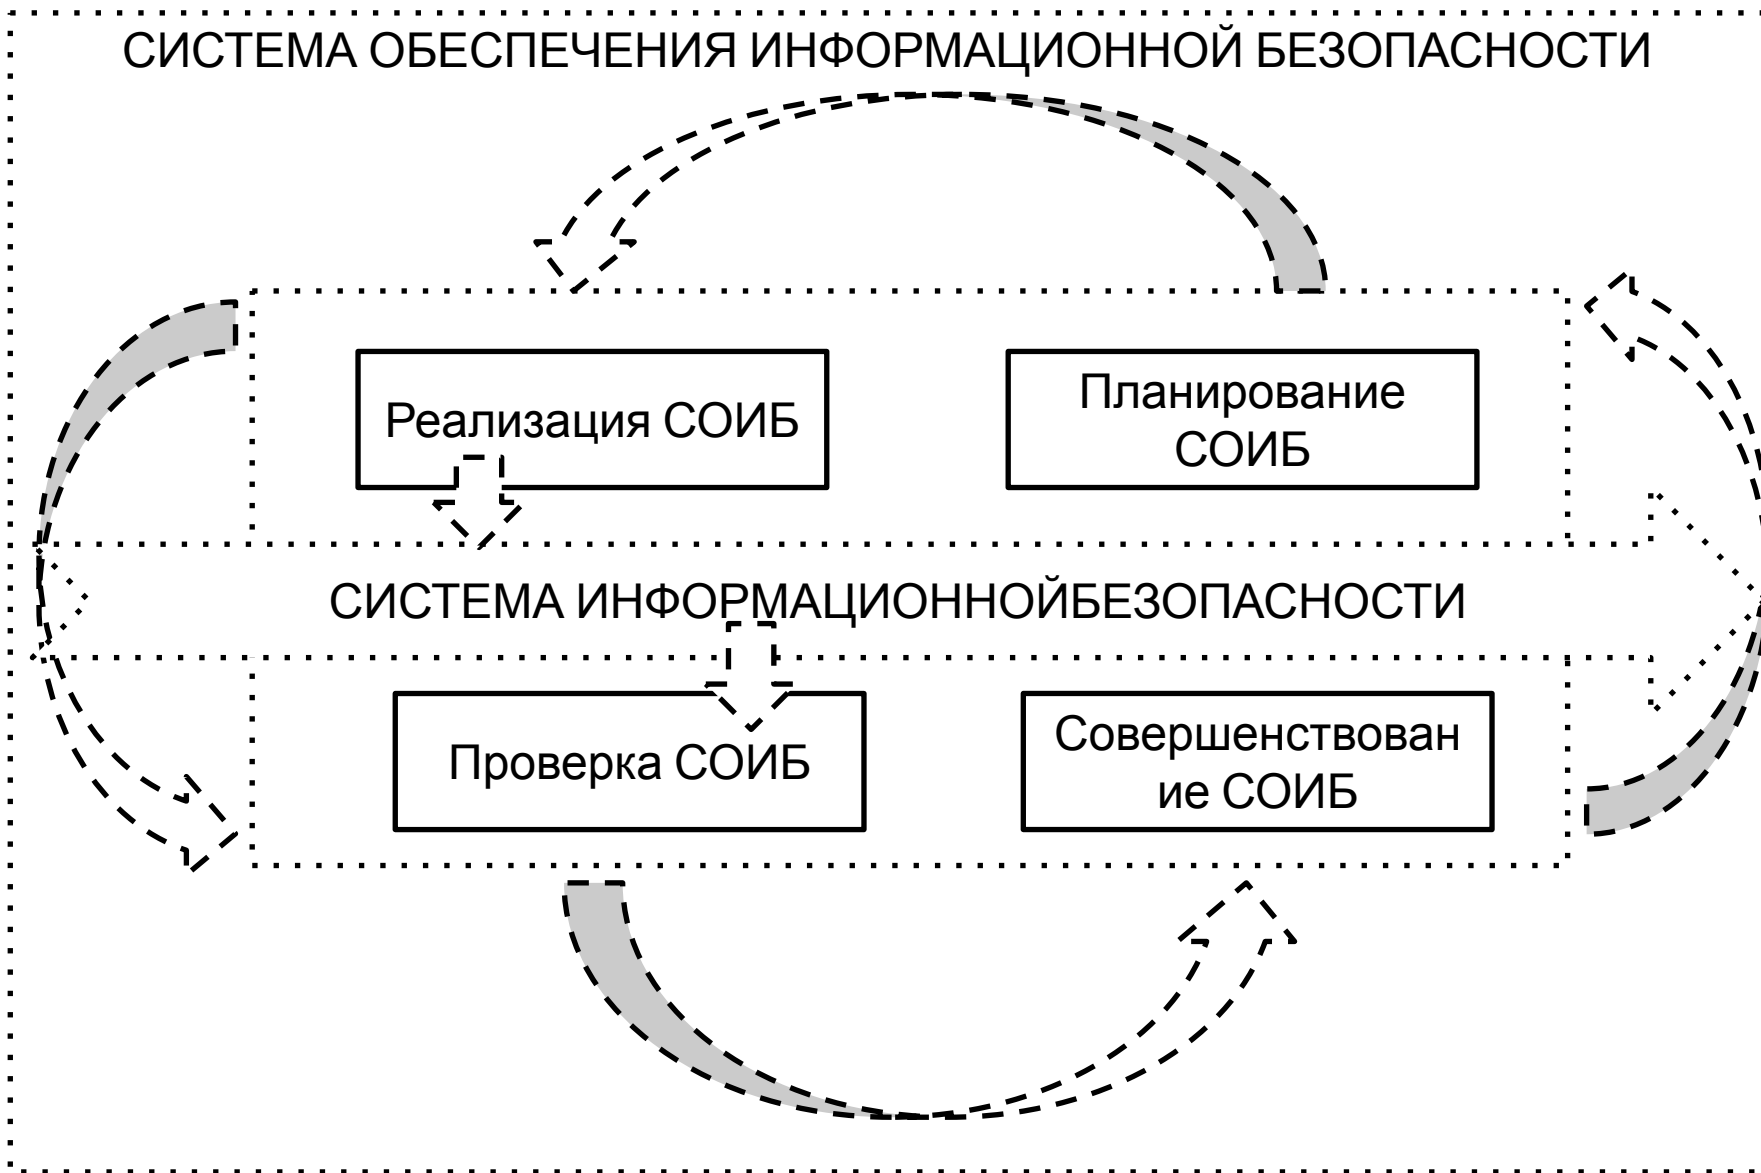 СИСТЕМА ОБЕСПЕЧЕНИЯ ИНФОРМАЦИОННОЙ БЕЗОПАСНОСТИ
Реализация СОИБ
Планирование
СОИБ
СИСТЕМА ИНФОРМАЦИОННОЙБЕЗОПАСНОСТИ
Проверка СОИБ
Совершенствован
ие СОИБ